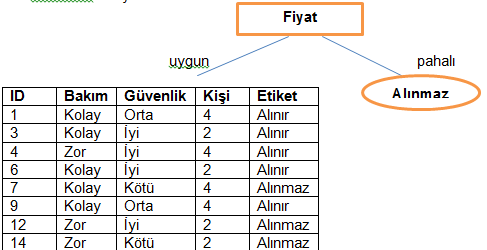 Fiyat
uygun
pahalı
Alınmaz
ID Bakım Güvenlik Kişi Etiket
1 Kolay Orta 4 Alınır
3 Kolay İyi 2 Alınır
4 Zor İyi 4 Alınır
6 Kolay İyi 2 Alınır
7 Kolay Kötü 4 Alınmaz
9 Kolay Orta 4 Alınır
12 Zor İyi 2 Alınmaz
14 Zor Kötü 2 Alınmaz